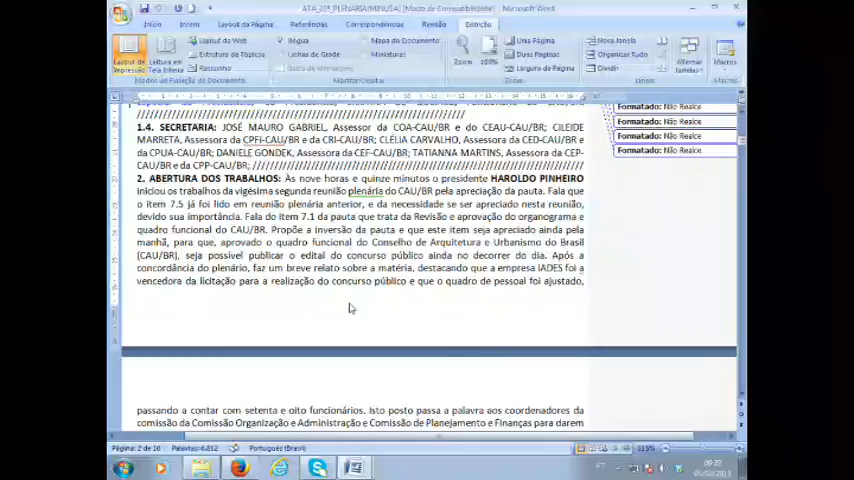 ATA_22ª_PLENARIA(MINUTA) [Modo de Compatibilidade] - Microsoft Word
Início Inserir Layout da Página Referências Correspondências Revisão Exibição
Layout de Impressão
Leitura em Tela Inteira
Layout da Web
Estrutura de Tópicos
Rascunho
Régua
Linhas de Grade
Mapa do Documento
Miniaturas
Zoom
100%
Uma Página
Duas Páginas
Largura da Página
Nova Janela
Organizar Tudo
Dividir
Alternar Janelas
Macros
Modos de Exibição de Documento Mostrar/Ocultar Zoom Janela Macros
//////////////////////////////////////////////////////////////////////////
1.4. SECRETARIA: JOSÉ MAURO GABRIEL, Assessor da COA-CAU/BR e do CEAU-CAU/BR; CILEIDE
MARRETA, Assessora da CPFI-CAU/BR e da CRI-CAU/BR; CLÉLIA CARVALHO, Assessora da CED-CAU/BR e
da CPUA-CAU/BR; DANIELE GONDEK, Assessora da CEF-CAU/BR; TATIANNA MARTINS, Assessora da CEP-
CAU/BR e da CPP-CAU/BR; //////////////////////////////////////////////////////////////////////////
2. ABERTURA DOS TRABALHOS: Às nove horas e quinze minutos o presidente HAROLDO PINHEIRO
iniciou os trabalhos da vigésima segunda reunião plenária do CAU/BR pela apreciação da pauta. Fala que
o item 7.5 já foi lido em reunião plenária anterior, e da necessidade se ser apreciado nesta reunião,
devido sua importância. Fala do item 7.1 da pauta que trata da Revisão e aprovação do organograma e
quadro funcional do CAU/BR. Propõe a inversão da pauta e que este item seja apreciado ainda pela
manhã, para que, aprovado o quadro funcional do Conselho de Arquitetura e Urbanismo do Brasil
(CAU/BR), seja possível publicar o edital do concurso público ainda no decorrer do dia. Após a
concordância do plenário, faz um breve relato sobre a matéria, destacando que a empresa IADES foi a
vencedora da licitação para a realização do concurso público e que o quadro de pessoal foi ajustado,
passando a contar com setenta e oito funcionários. Isto posto passa a palavra aos coordenadores da
comissão da Comissão Organização e Administração e Comissão de Planejamento e Finanças para darem
Formatado: Não Realce
Formatado: Não Realce
Formatado: Não Realce
Formatado: Não Realce
Página: 2 de 16 Palavras: 6.812 Português (Brasil) 115%
PT